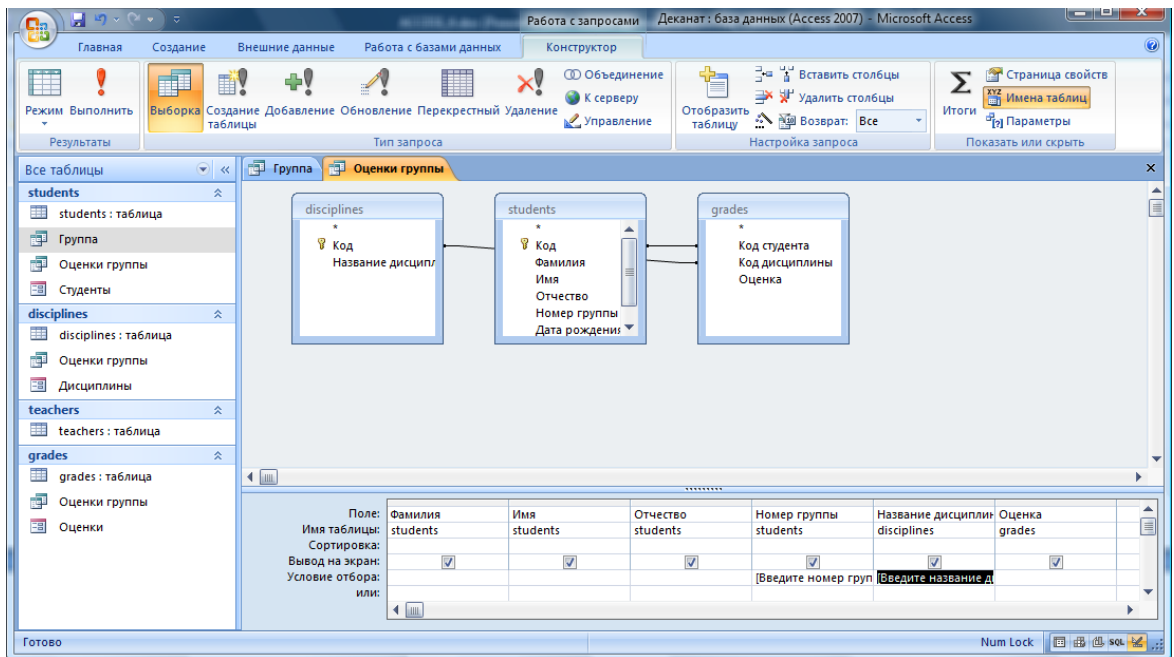 Работа с запросами
Деканат : база данных (Access 2007) - Microsoft Access
Главная Создание Внешние данные Работа с базами данных Конструктор
Режим Выполнить
Результаты
Выборка Создание таблицы Добавление Обновление Перекрестный Удаление
Объединение
К серверу
Управление
Тип запроса
Отобразить таблицу
Вставить столбцы
Удалить столбцы
Возврат: Все
Настройка запроса
Итоги
Страница свойств
xyz
Имена таблиц
Параметры
Показать или скрыть
Все таблицы
students
students : таблица
Группа
Оценки группы
Студенты
disciplines
disciplines : таблица
Оценки группы
Дисциплины
teachers
teachers : таблица
grades
grades : таблица
Оценки группы
Оценки
Группа Оценки группы
disciplines
*
Код
Название дисципл
students
*
Код
Фамилия
Имя
Отчество
Номер группы
Дата рождения
grades
*
Код студента
Код дисциплины
Оценка
Поле: Фамилия Имя Отчество Номер группы Название дисциплин Оценка
Имя таблицы: students students students students disciplines grades
Сортировка:
Вывод на экран:
Условие отбора: [Введите номер груп [Введите название д
или:
Готово
Num Lock
SQL